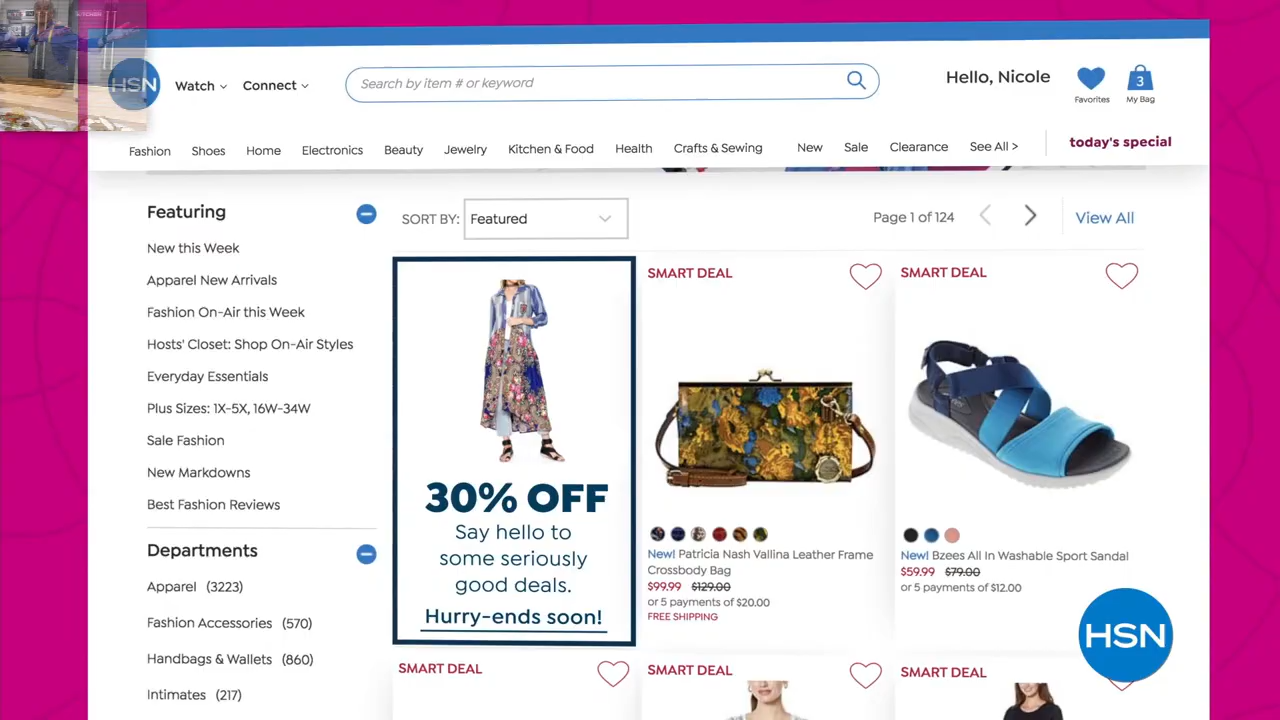 HSN
Watch
Connect
Search by item # or keyword
Hello, Nicole
Favorites
3
My Bag
Fashion
Shoes
Home
Electronics
Beauty
Jewelry
Kitchen & Food
Health
Crafts & Sewing
New
Sale
Clearance
See All >
today's special
Featuring
New this Week
Apparel New Arrivals
Fashion On-Air this Week
Hosts' Closet: Shop On-Air Styles
Everyday Essentials
Plus Sizes: 1X-5X, 16W-34W
Sale Fashion
New Markdowns
Best Fashion Reviews
Departments
Apparel (3223)
Fashion Accessories (570)
Handbags & Wallets (860)
Intimates (217)
SORT BY:
Featured
Page 1 of 124
View All
30% OFF
Say hello to
some seriously
good deals.
Hurry-ends soon!
SMART DEAL
New! Patricia Nash Vallina Leather Frame
Crossbody Bag
$99.99 $129.00
or 5 payments of $20.00
FREE SHIPPING
SMART DEAL
New! Bzees All In Washable Sport Sandal
$59.99 $79.00
or 5 payments of $12.00
SMART DEAL
SMART DEAL
SMART DEAL
HSN